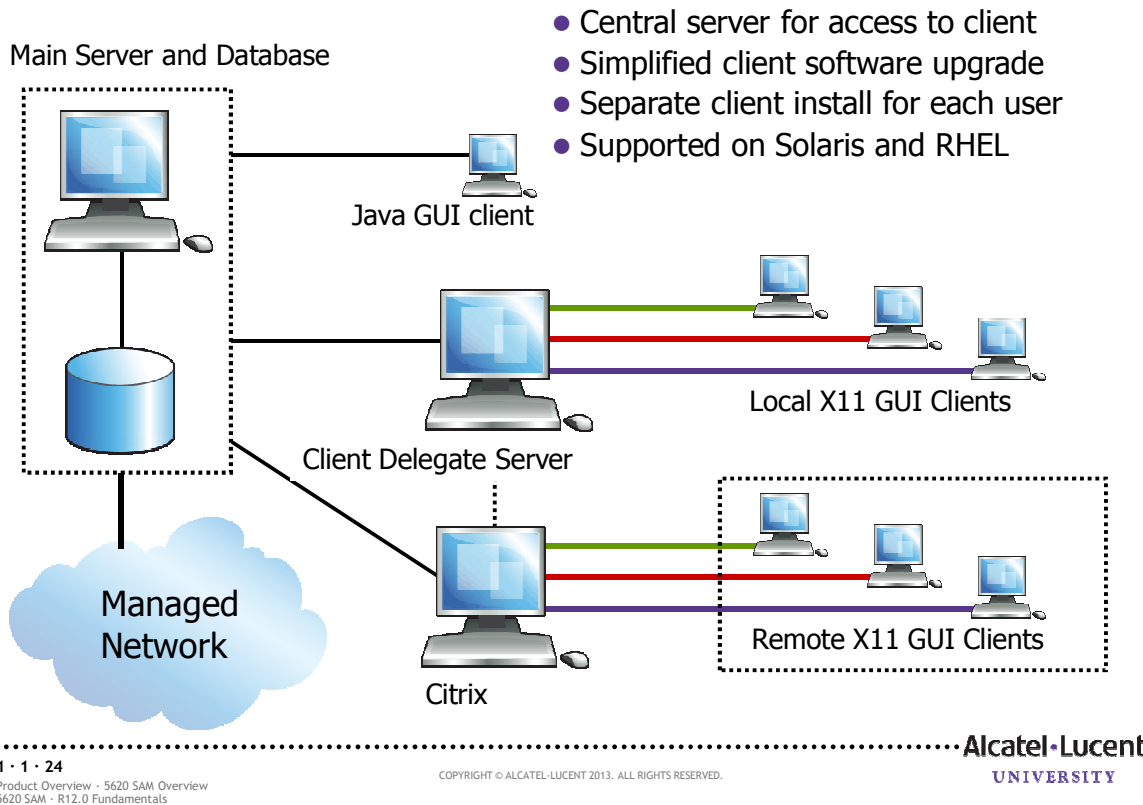 ● Central server for access to client
● Simplified client software upgrade
● Separate client install for each user
● Supported on Solaris and RHEL
Main Server and Database
Java GUI client
Local X11 GUI Clients
Client Delegate Server
Managed
Network
Remote X11 GUI Clients
Citrix
Alcatel·Lucent
UNIVERSITY
1 · 1 · 24
Product Overview · 5620 SAM Overview
5620 SAM · R12.0 Fundamentals
COPYRIGHT © ALCATEL-LUCENT 2013. ALL RIGHTS RESERVED.